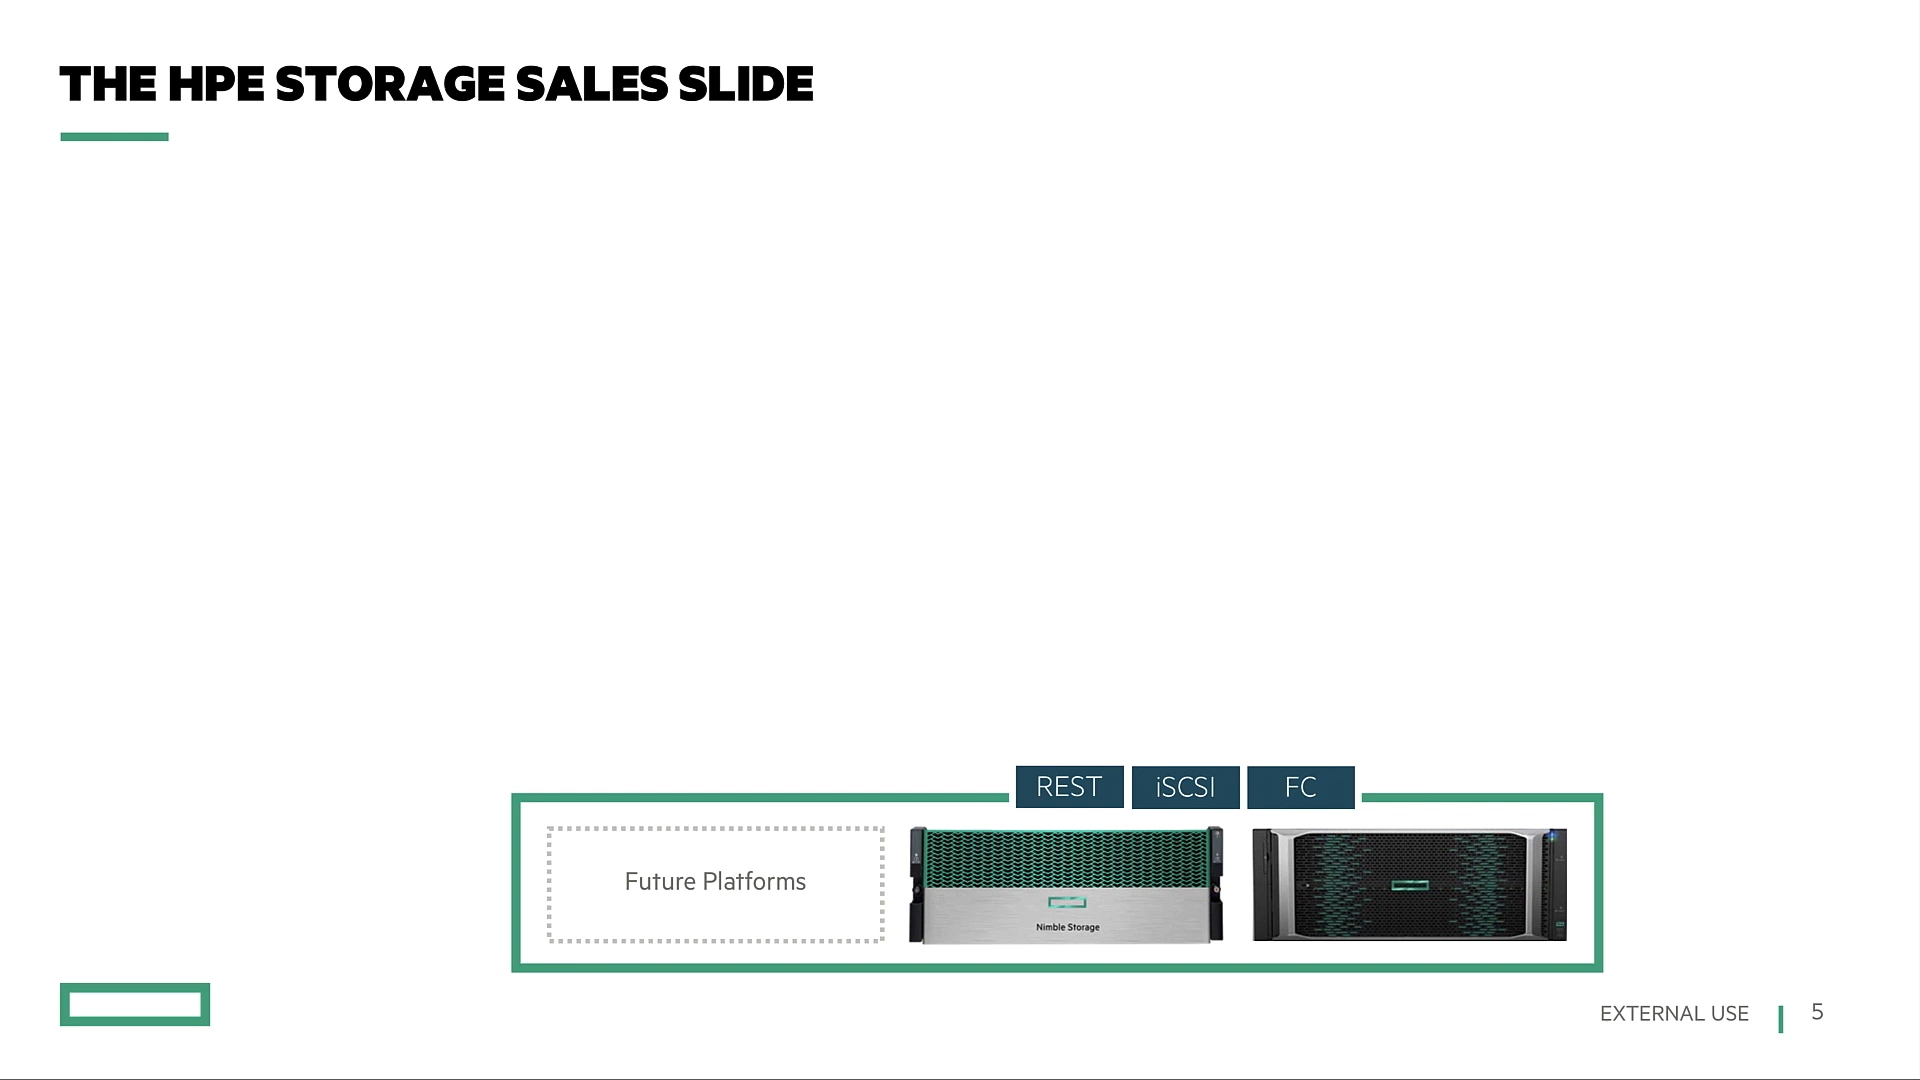 THE HPE STORAGE SALES SLIDE
REST
iSCSI
FC
Future Platforms
Nimble Storage
EXTERNAL USE
5